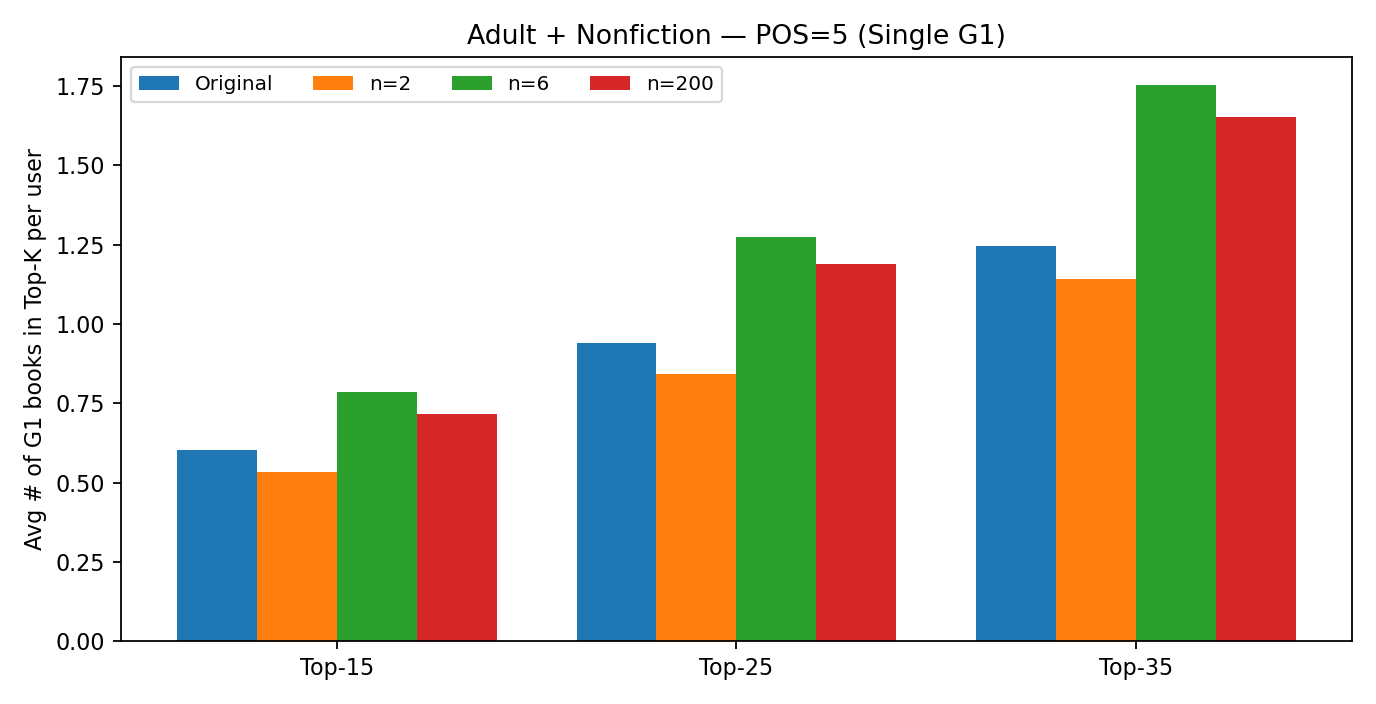 Adult + Nonfiction — POS=5 (Single G1)
Original n=2 n=6 n=200
Avg # of G1 books in Top-K per user
1.75
1.50
1.25
1.00
0.75
0.50
0.25
0.00
Top-15 Top-25 Top-35